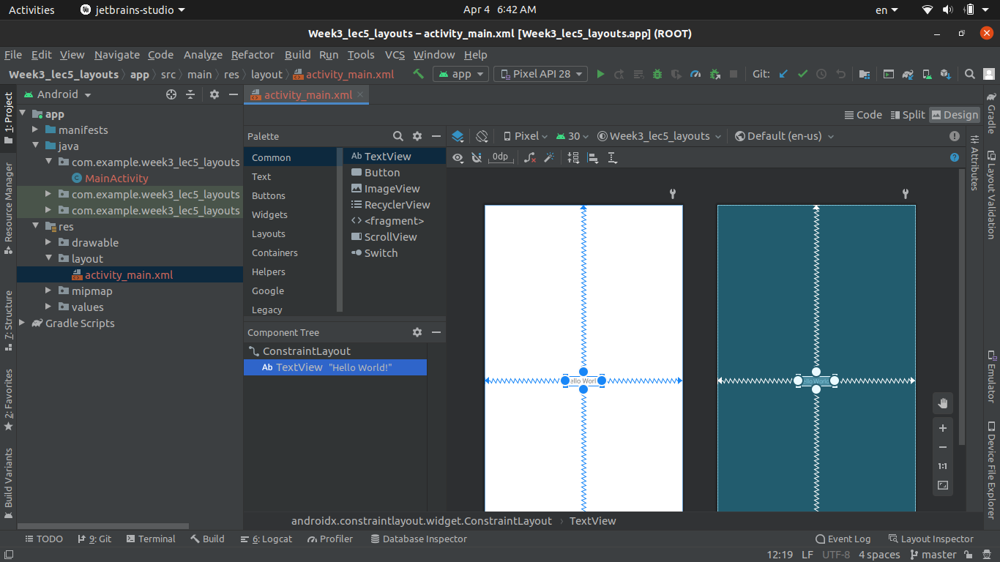 Activities jetbrains-studio Apr 4 6:42 AM en
Week3_lec5_layouts – activity_main.xml [Week3_lec5_layouts.app] (ROOT)
File Edit View Navigate Code Analyze Refactor Build Run Tools VCS Window Help
Week3_lec5_layouts app src main res layout activity_main.xml app Pixel API 28 Git:
1: Project
Resource Manager
7: Structure
2: Favorites
Build Variants
Android
app
manifests
java
com.example.week3_lec5_layouts
MainActivity
com.example.week3_lec5_layouts
com.example.week3_lec5_layouts
res
drawable
layout
activity_main.xml
mipmap
values
Gradle Scripts
activity_main.xml
Code Split Design
Palette
Common
Text
Buttons
Widgets
Layouts
Containers
Helpers
Google
Legacy
Ab TextView
Button
ImageView
RecyclerView
<fragment>
ScrollView
Switch
Component Tree
ConstraintLayout
Ab TextView "Hello World!"
Pixel 30 Week3_lec5_layouts Default (en-us)
0dp
ello Worl
1:1
Attributes
Gradle
Layout Validation
Emulator
Device File Explorer
androidx.constraintlayout.widget.ConstraintLayout › TextView
TODO 9: Git Terminal Build 6: Logcat Profiler Database Inspector Event Log Layout Inspector
12:19 LF UTF-8 4 spaces master